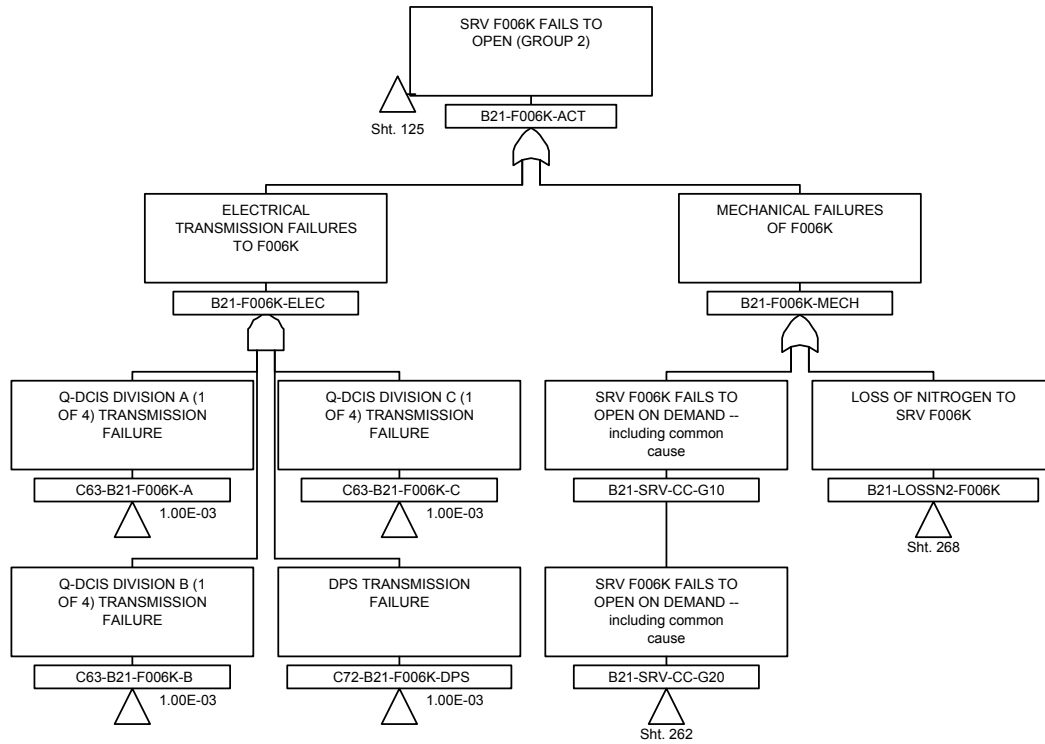 SRV F006K FAILS TO
OPEN (GROUP 2)
Sht. 125
B21-F006K-ACT
ELECTRICAL
TRANSMISSION FAILURES
TO F006K
B21-F006K-ELEC
MECHANICAL FAILURES
OF F006K
B21-F006K-MECH
Q-DCIS DIVISION A (1
OF 4) TRANSMISSION
FAILURE
C63-B21-F006K-A
1.00E-03
Q-DCIS DIVISION C (1
OF 4) TRANSMISSION
FAILURE
C63-B21-F006K-C
1.00E-03
SRV F006K FAILS TO
OPEN ON DEMAND --
including common
cause
B21-SRV-CC-G10
LOSS OF NITROGEN TO
SRV F006K
B21-LOSSN2-F006K
Sht. 268
Q-DCIS DIVISION B (1
OF 4) TRANSMISSION
FAILURE
C63-B21-F006K-B
1.00E-03
DPS TRANSMISSION
FAILURE
C72-B21-F006K-DPS
1.00E-03
SRV F006K FAILS TO
OPEN ON DEMAND --
including common
cause
B21-SRV-CC-G20
Sht. 262